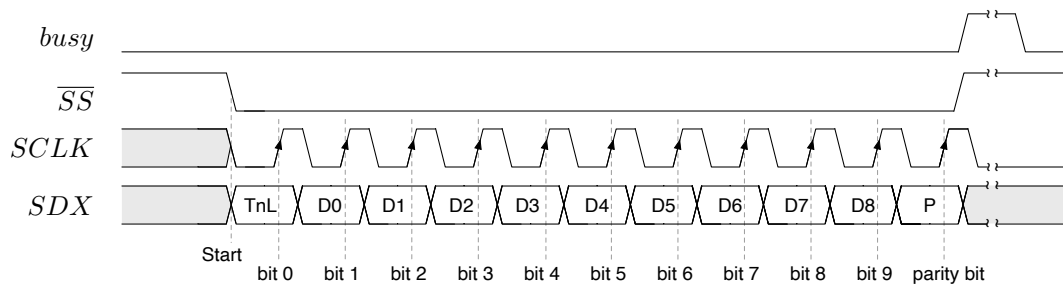 busy
SS
SCLK
SDX
TnL D0 D1 D2 D3 D4 D5 D6 D7 D8 P
Start
bit 0 bit 1 bit 2 bit 3 bit 4 bit 5 bit 6 bit 7 bit 8 bit 9 parity bit